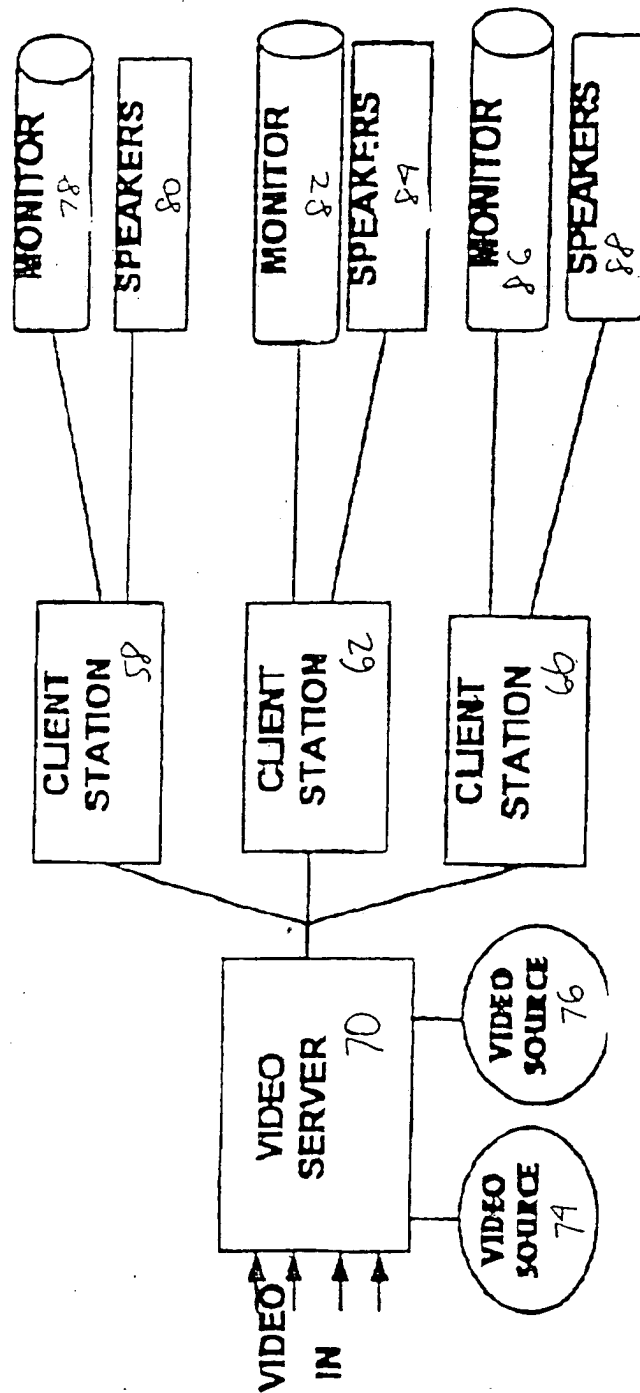 VIDEO
IN
VIDEO
SERVER
70
VIDEO
SOURCE
74
VIDEO
SOURCE
76
CLIENT
STATION
58
CLIENT
STATION
62
CLIENT
STATION
66
MONITOR
78
SPEAKERS
80
MONITOR
82
SPEAKERS
84
MONITOR
86
SPEAKERS
88